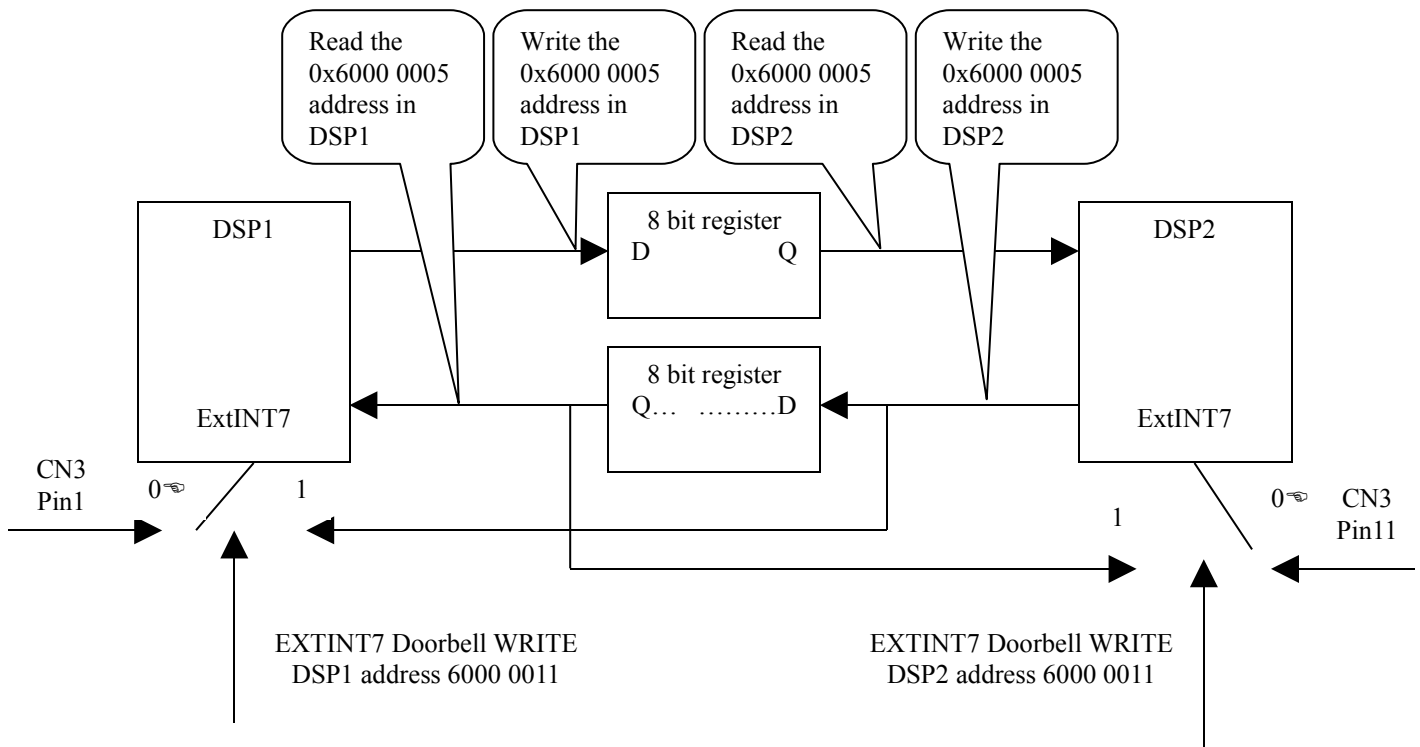 Read the
0x6000 0005
address in
DSP1
Write the
0x6000 0005
address in
DSP1
Read the
0x6000 0005
address in
DSP2
Write the
0x6000 0005
address in
DSP2
DSP1
8 bit register
D Q
DSP2
8 bit register
Q... .........D
ExtINT7
ExtINT7
CN3
Pin1
0☜
1
1
0☜
CN3
Pin11
EXTINT7 Doorbell WRITE
DSP1 address 6000 0011
EXTINT7 Doorbell WRITE
DSP2 address 6000 0011